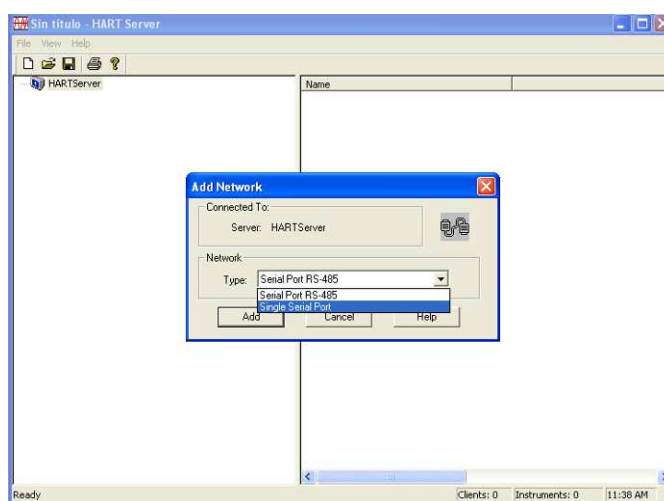 Sin título - HART Server
File View Help
HARTServer
Name
Add Network
Connected To:
Server: HARTServer
Network
Type: Serial Port RS-485
Serial Port RS-485
Single Serial Port
Add Cancel Help
Ready Clients: 0 Instruments: 0 11:38 AM